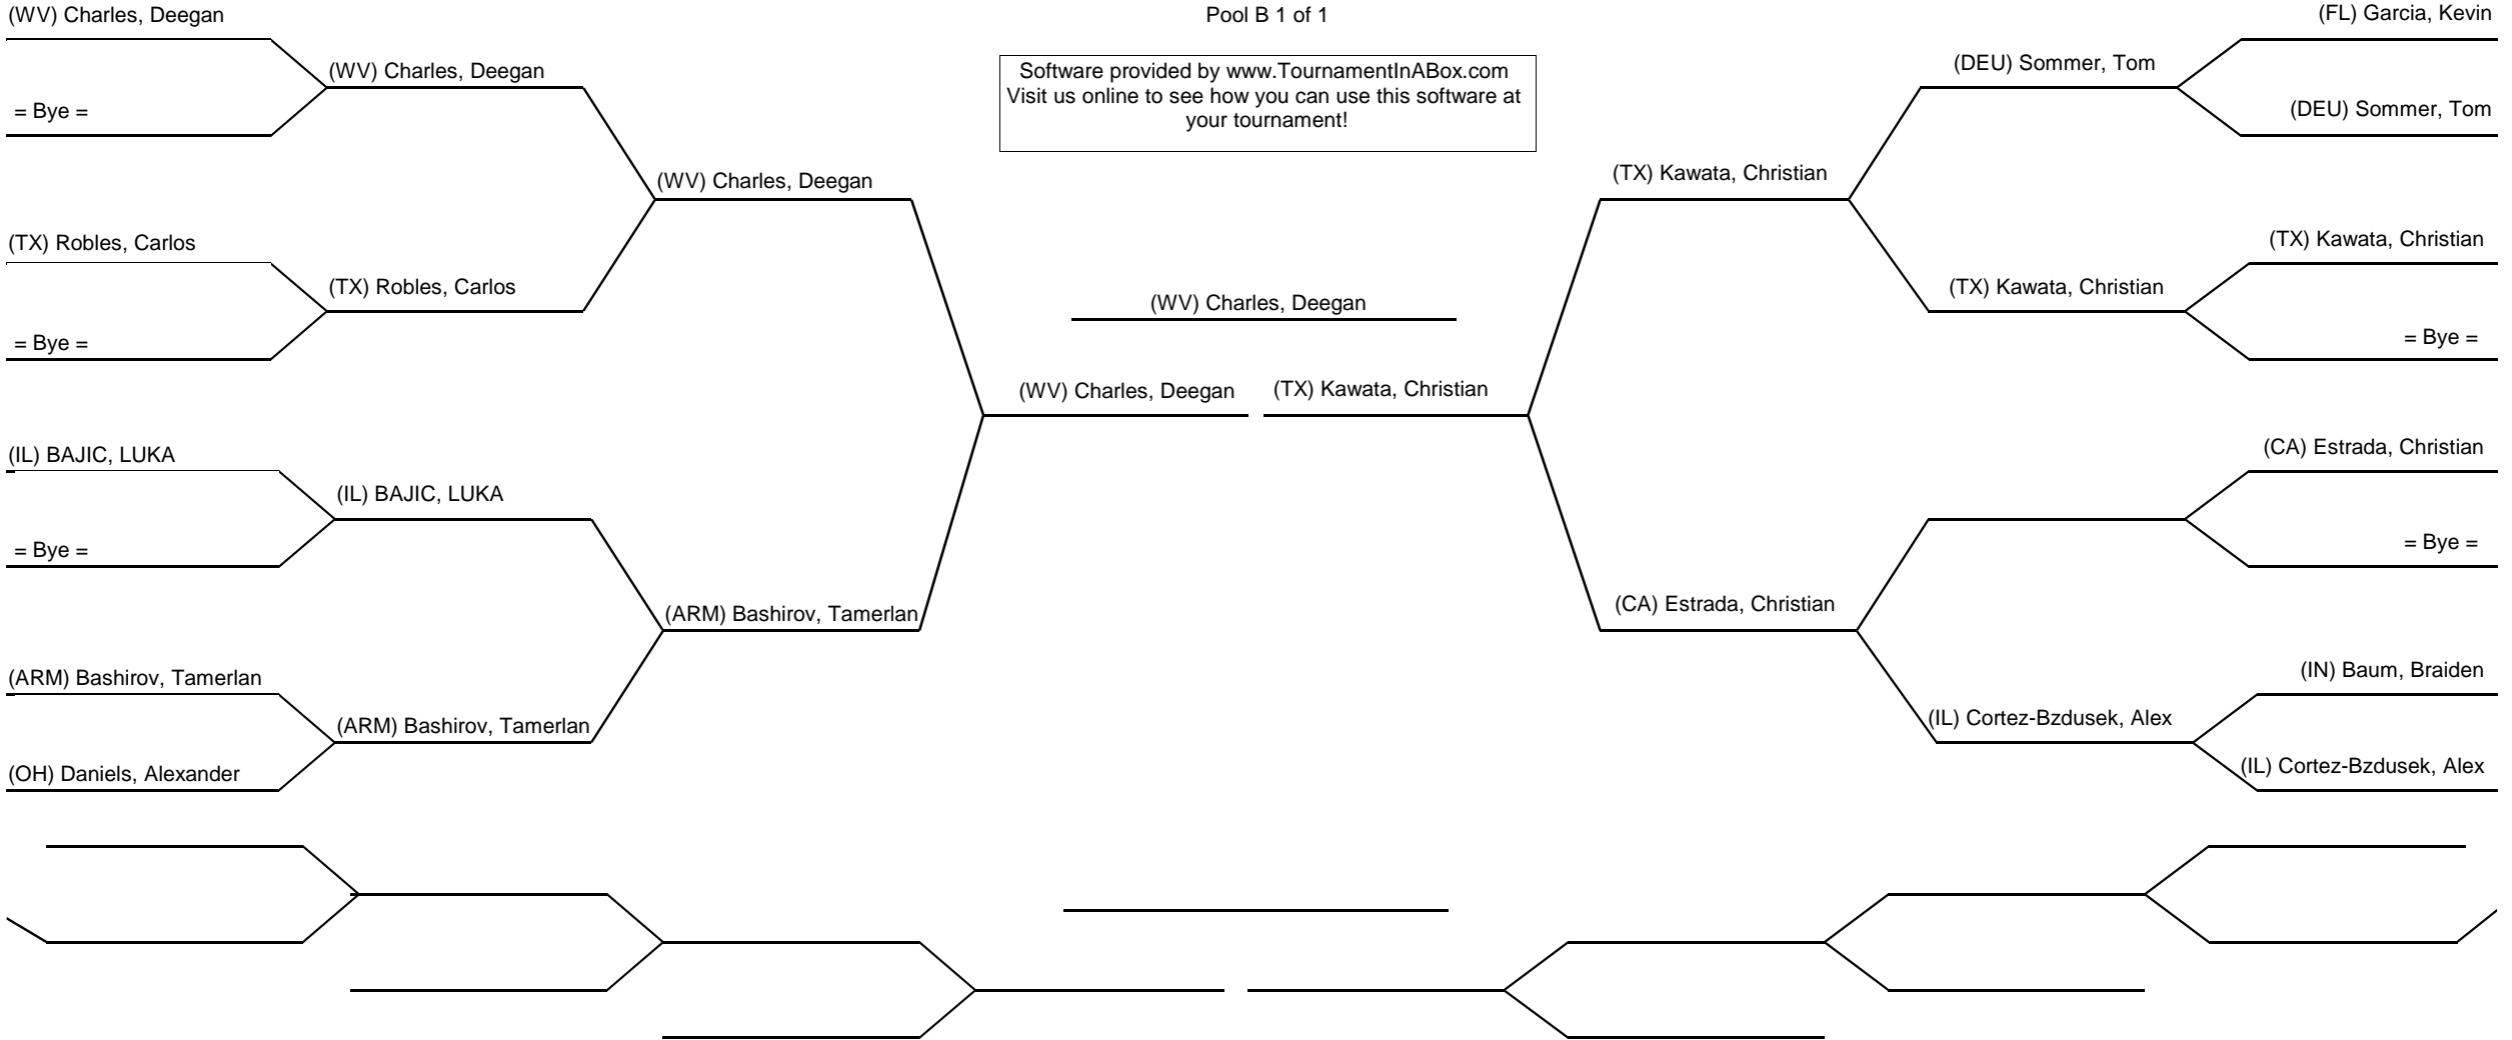 (WV) Charles, Deegan
Pool B 1 of 1
(FL) Garcia, Kevin
Software provided by www.TournamentInABox.com
Visit us online to see how you can use this software at
your tournament!
(WV) Charles, Deegan
(DEU) Sommer, Tom
= Bye =
(DEU) Sommer, Tom
(WV) Charles, Deegan
(TX) Kawata, Christian
(TX) Robles, Carlos
(TX) Kawata, Christian
(TX) Robles, Carlos
(WV) Charles, Deegan
(TX) Kawata, Christian
= Bye =
= Bye =
(WV) Charles, Deegan
(TX) Kawata, Christian
(IL) BAJIC, LUKA
(CA) Estrada, Christian
(IL) BAJIC, LUKA
= Bye =
= Bye =
(ARM) Bashirov, Tamerlan
(CA) Estrada, Christian
(ARM) Bashirov, Tamerlan
(IN) Baum, Braiden
(ARM) Bashirov, Tamerlan
(IL) Cortez-Bzdusek, Alex
(OH) Daniels, Alexander
(IL) Cortez-Bzdusek, Alex